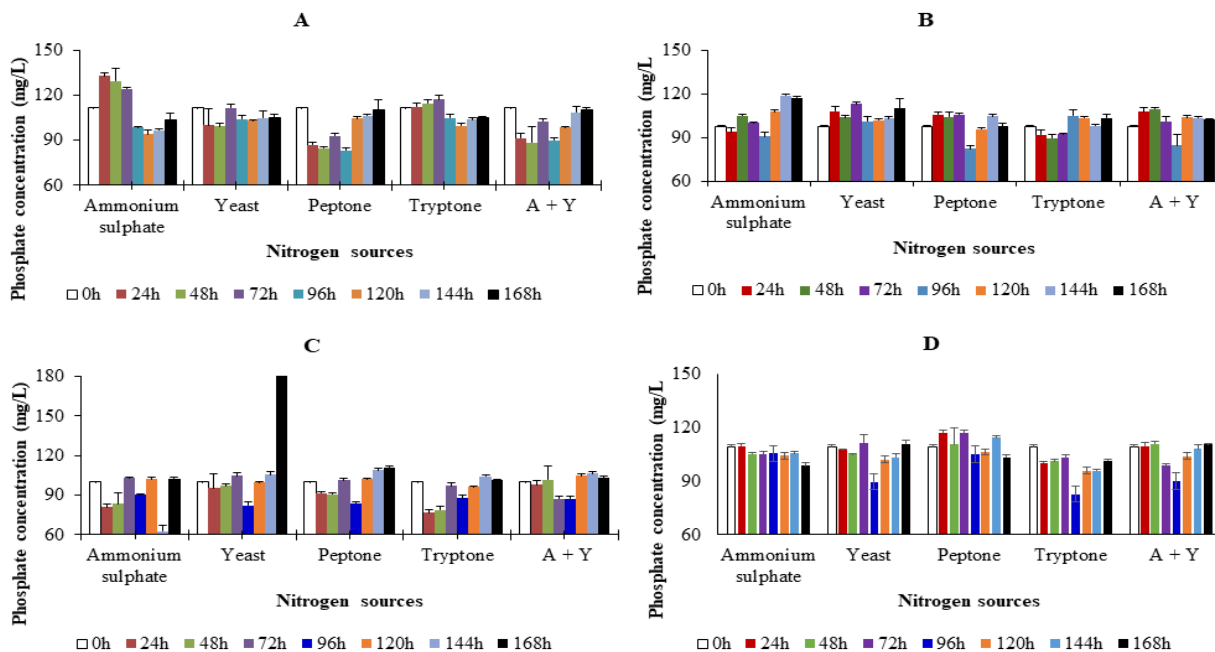 A
Phosphate concentration (mg/L)
150
120
90
60
Ammonium sulphate
Yeast
Peptone
Tryptone
A + Y
Nitrogen sources
0h 24h 48h 72h 96h 120h 144h 168h
B
Phosphate concentration (mg/L
150
120
90
60
Ammonium sulphate
Yeast
Peptone
Tryptone
A + Y
Nitrogen sources
0h 24h 48h 72h 96h 120h 144h 168h
C
Phosphate concentration (mg/L)
180
150
120
90
60
Ammonium sulphate
Yeast
Peptone
Tryptone
A + Y
Nitrogen sources
0h 24h 48h 72h 96h 120h 144h 168h
D
Phosphate concentration (mg/L
150
120
90
60
Ammonium sulphate
Yeast
Peptone
Tryptone
A + Y
Nitrogen sources
0h 24h 48h 72h 96h 120h 144h 168h